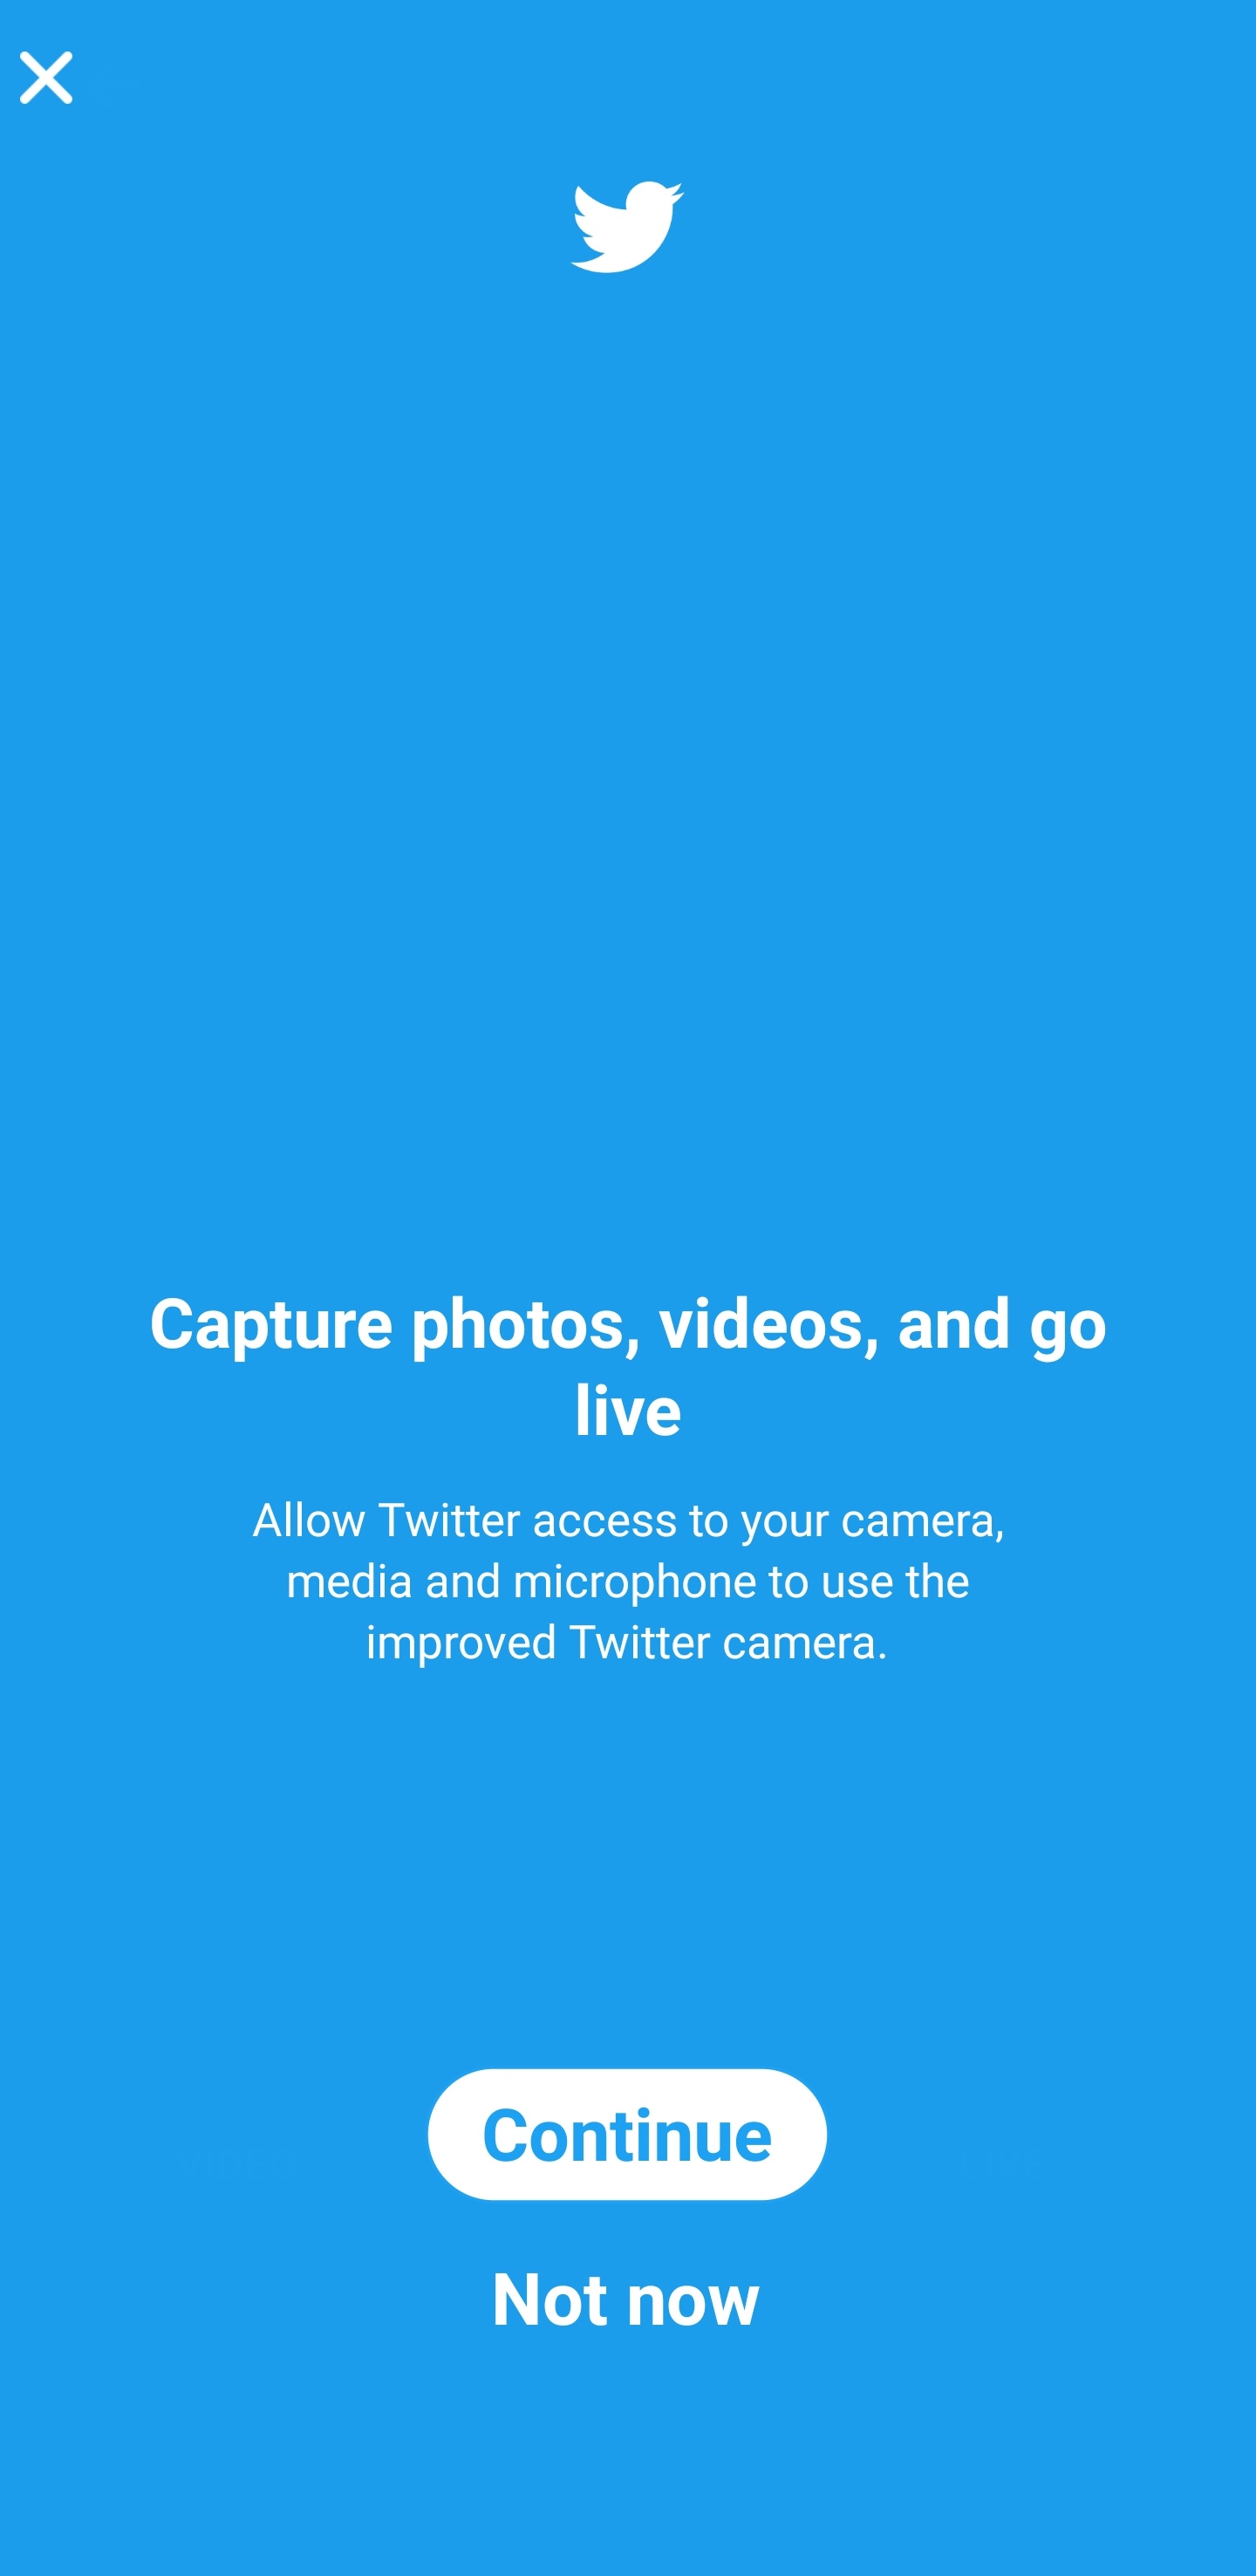 Capture photos, videos, and go
live
Allow Twitter access to your camera,
media and microphone to use the
improved Twitter camera.
Continue
Not now